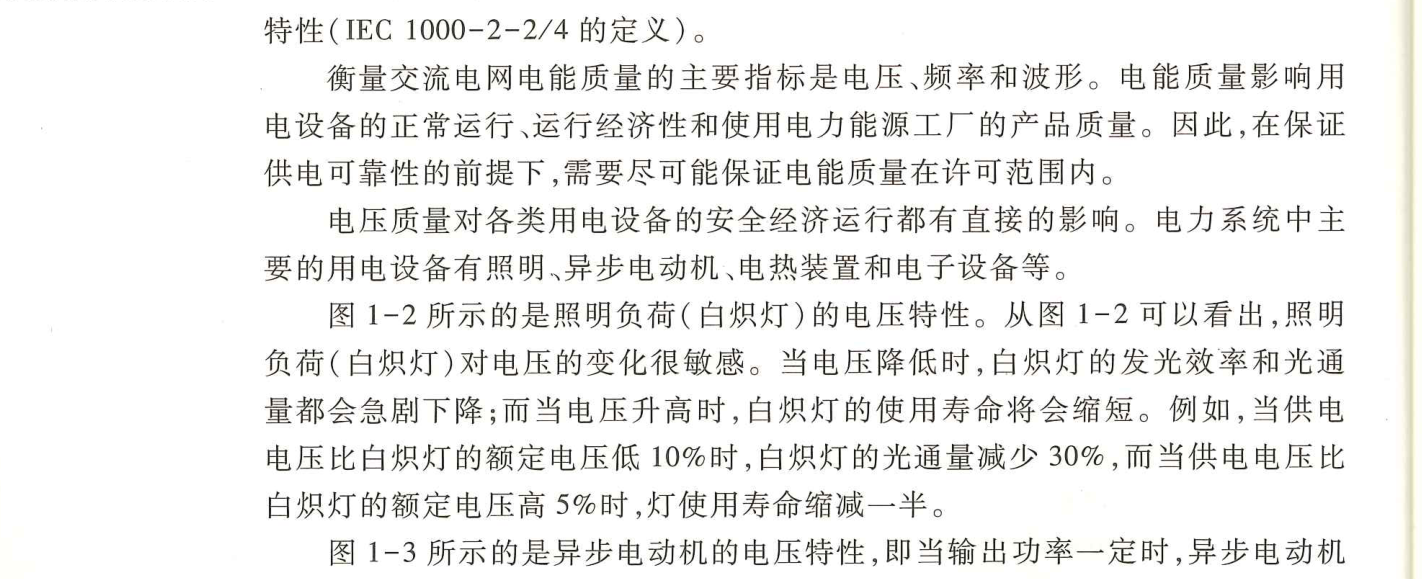 特性(IEC 1000-2-2/4 的定义)。
衡量交流电网电能质量的主要指标是电压、频率和波形。电能质量影响用
电设备的正常运行、运行经济性和使用电力能源工厂的产品质量。因此,在保证
供电可靠性的前提下,需要尽可能保证电能质量在许可范围内。
电压质量对各类用电设备的安全经济运行都有直接的影响。电力系统中主
要的用电设备有照明、异步电动机、电热装置和电子设备等。
图 1-2 所示的是照明负荷(白炽灯)的电压特性。从图 1-2 可以看出,照明
负荷(白炽灯)对电压的变化很敏感。当电压降低时,白炽灯的发光效率和光通
量都会急剧下降;而当电压升高时,白炽灯的使用寿命将会缩短。例如,当供电
电压比白炽灯的额定电压低 10%时,白炽灯的光通量减少 30%,而当供电电压比
白炽灯的额定电压高 5%时,灯使用寿命缩减一半。
图 1-3 所示的是异步电动机的电压特性,即当输出功率一定时,异步电动机